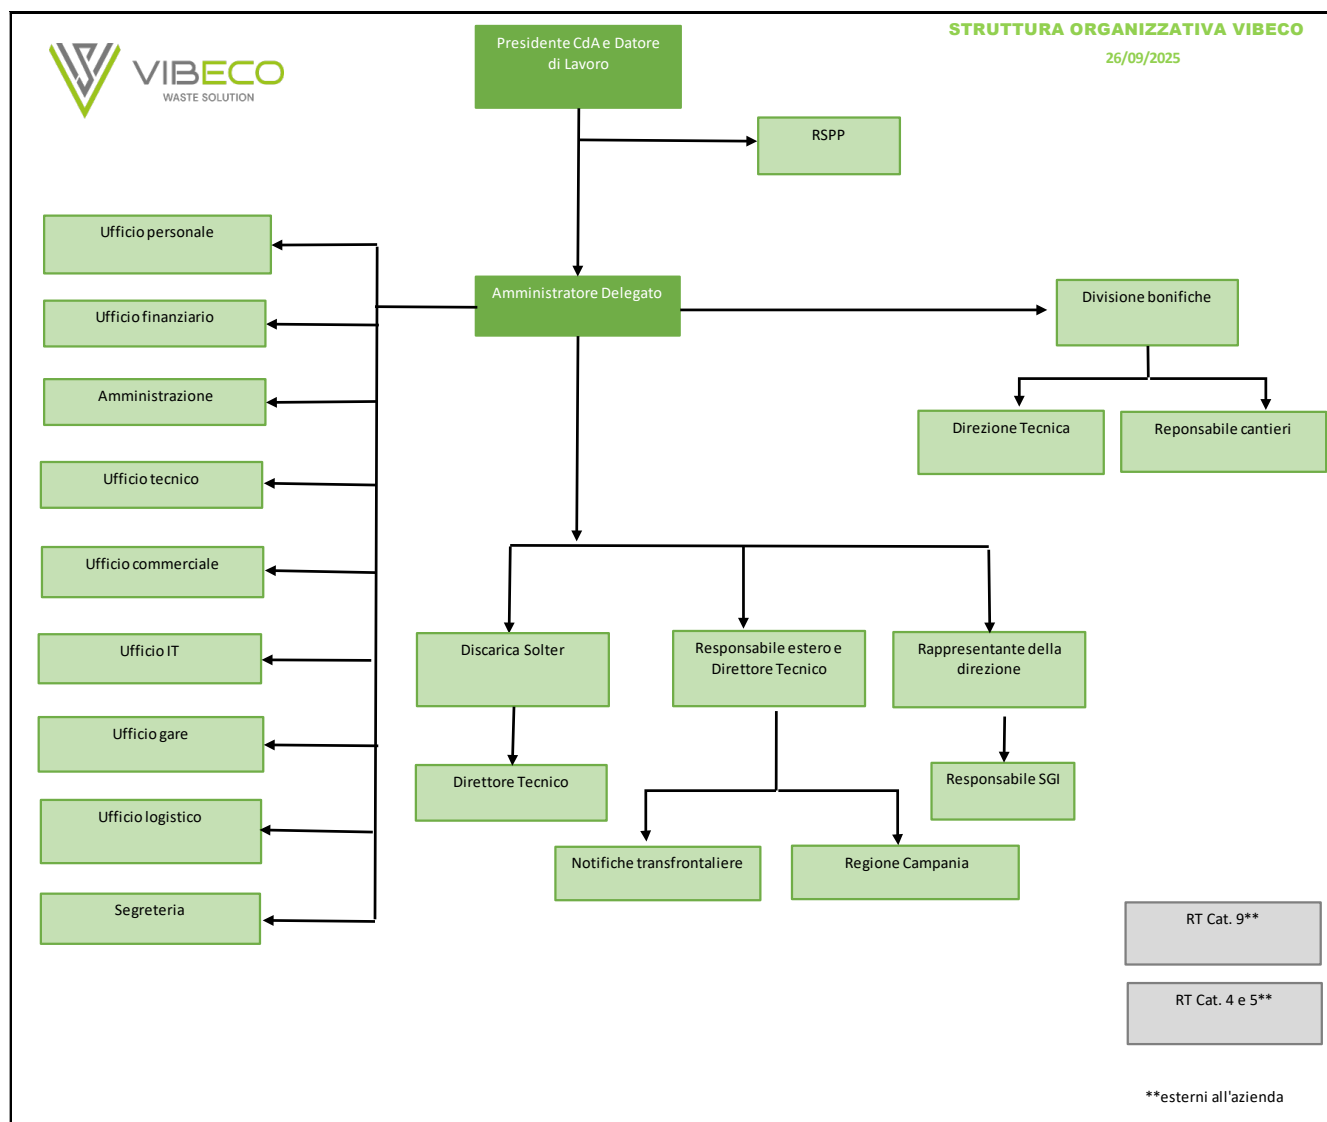 VIBECO
WASTE SOLUTION
STRUTTURA ORGANIZZATIVA VIBECO
26/09/2025
Presidente CdA e Datore
di Lavoro
RSPP
Amministratore Delegato
Ufficio personale
Ufficio finanziario
Amministrazione
Ufficio tecnico
Ufficio commerciale
Ufficio IT
Ufficio gare
Ufficio logistico
Segreteria
Divisione bonifiche
Direzione Tecnica
Reponsabile cantieri
Discarica Solter
Direttore Tecnico
Responsabile estero e
Direttore Tecnico
Notifiche transfrontaliere
Regione Campania
Rappresentante della
direzione
Responsabile SGI
RT Cat. 9**
RT Cat. 4 e 5**
**esterni all'azienda